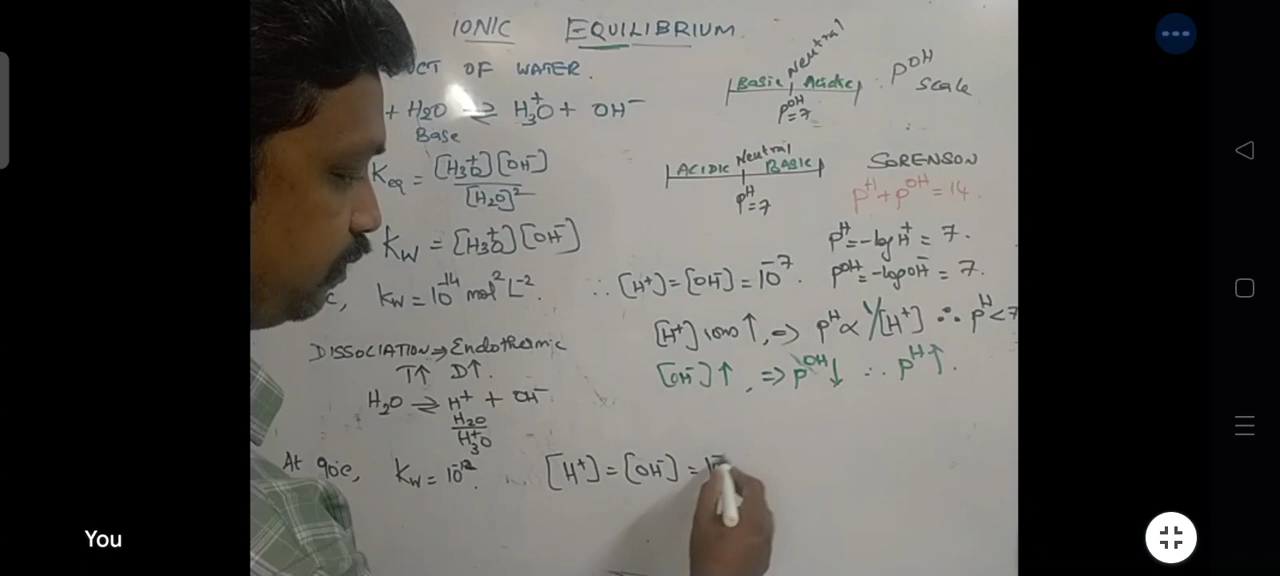 IONIC EQUILIBRIUM
UCT OF WATER.
+ H2O ⇌ H3O+ + OH−
Base
Keq = [H3O+][OH−]
[H2O]2
Kw = [H3O+][OH−]
c, Kw = 10−14 mol2 L−2.
DISSOCIATION ⇒ Endothermic
T↑ D↑.
H2O ⇌ H+ + OH−
H2O
H3O+
At 90°c, Kw = 10−12. ∴ [H+] = [OH−] = 10−
Basic Neutral Acidic
pOH = 7
pOH scale
ACIDIC Neutral BASIC
pH = 7
SORENSON
pH + pOH = 14
pH = −log H+ = 7.
∴ [H+] = [OH−] = 10−7. pOH = −log OH− = 7.
[H+] ions ↑, ⇒ pH ∝ 1/[H+] ∴ pH < 7
[OH−] ↑, ⇒ pOH ↓ ∴ pH ↑.
You